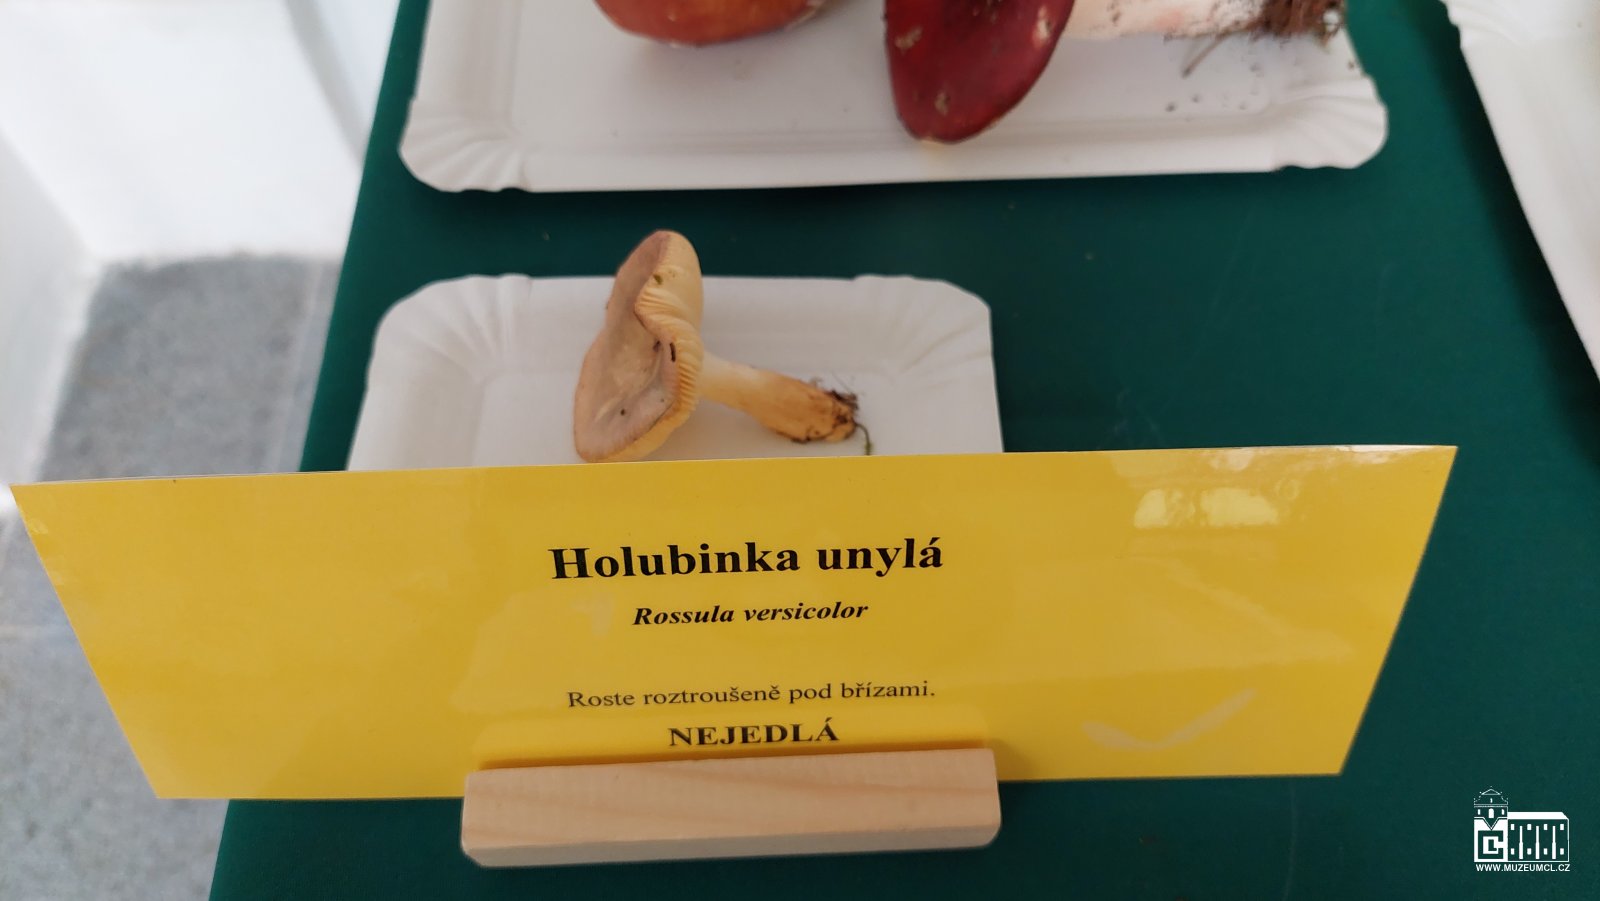 Holubinka unylá
Rossula versicolor
Roste roztroušeně pod břízami.
NEJEDLÁ
WWW.MUZEUMCL.CZ